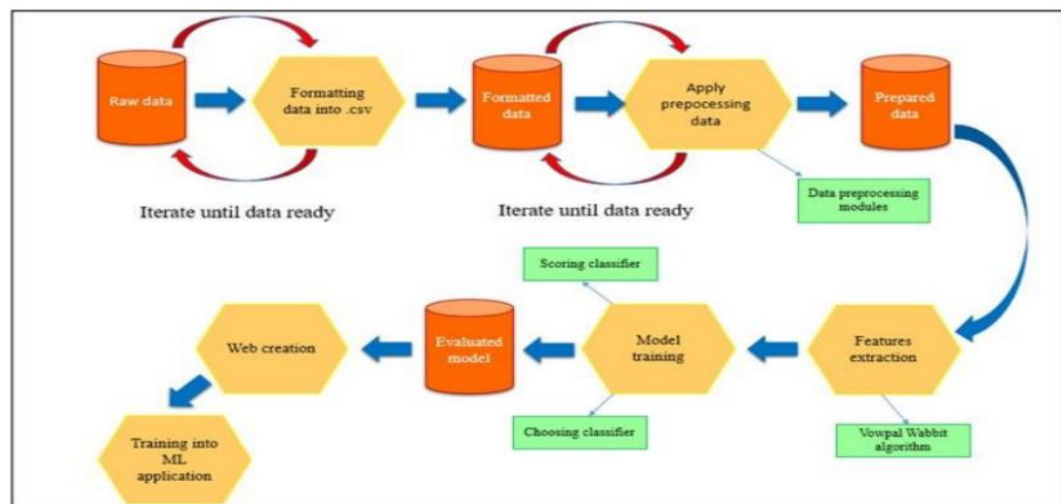 Raw data
Formatting
data into .csv
Formatted
data
Apply
prepocessing
data
Prepared
data
Iterate until data ready
Iterate until data ready
Data preprocessing
modules
Scoring classifier
Web creation
Evaluated
model
Model
training
Features
extraction
Choosing classifier
Vowpal Wabbit
algorithm
Training into
ML
application